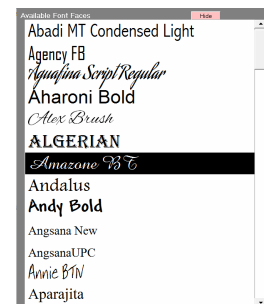 Available Font Faces
Hide
Abadi MT Condensed Light
Agency FB
Aguafina Script Regular
Aharoni Bold
Alex Brush
ALGERIAN
Amazone BT
Andalus
Andy Bold
Angsana New
AngsanaUPC
Annie BTN
Aparajita